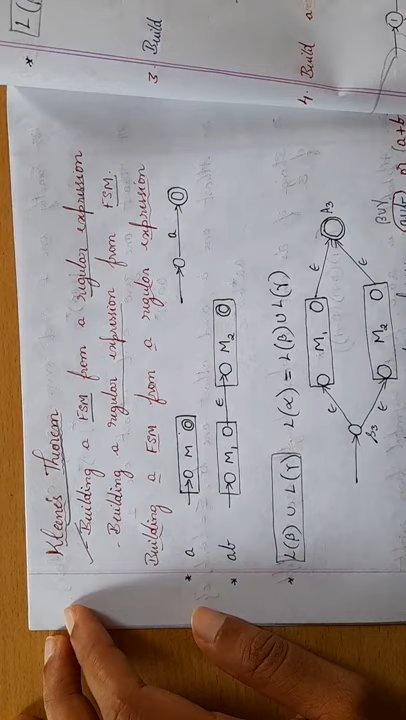 Kleene's Theorem
Building a FSM from a regular expression
- Building a regular expression from FSM.
Building a FSM from a regular expression
* a M a
* ab M1 ε M2
* L(β) ∪ L(γ) L(α) = L(β) ∪ L(γ)
ε M1 ε
ε M2 ε
* L(
3. Build
4. Build a